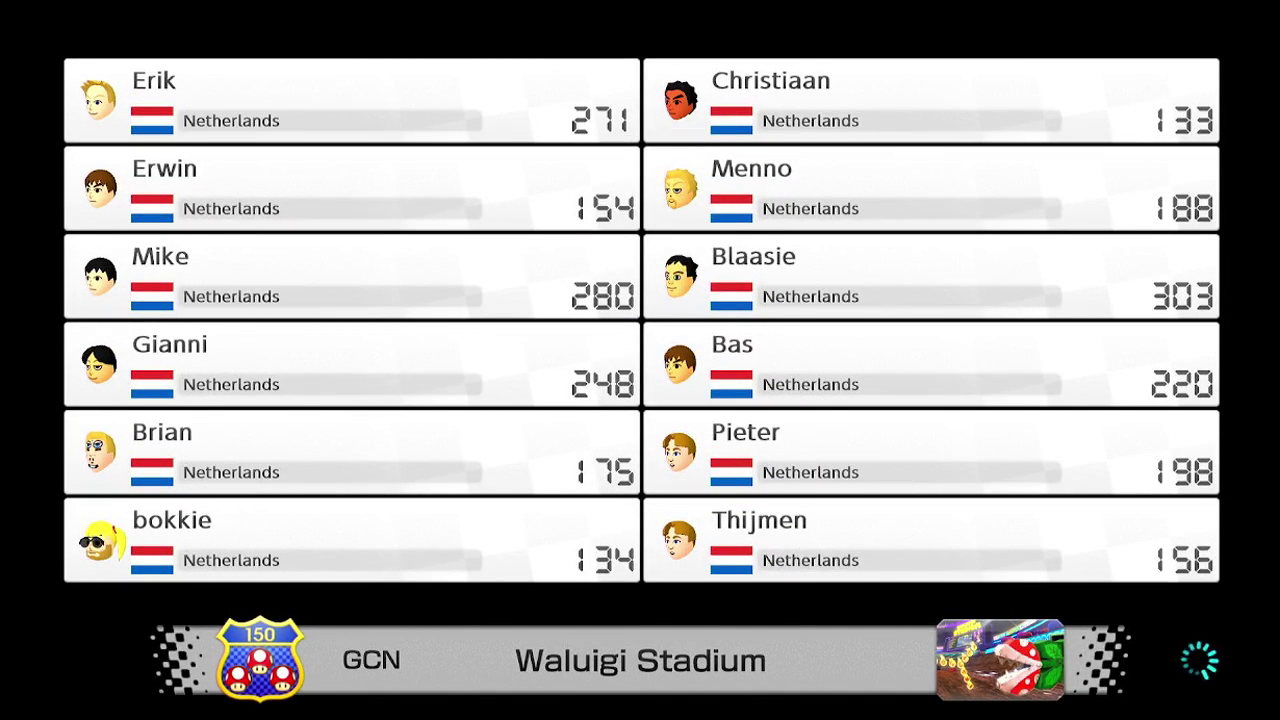 Erik
Netherlands
271
Christiaan
Netherlands
133
Erwin
Netherlands
154
Menno
Netherlands
188
Mike
Netherlands
280
Blaasie
Netherlands
303
Gianni
Netherlands
248
Bas
Netherlands
220
Brian
Netherlands
175
Pieter
Netherlands
198
bokkie
Netherlands
134
Thijmen
Netherlands
156
150
GCN Waluigi Stadium